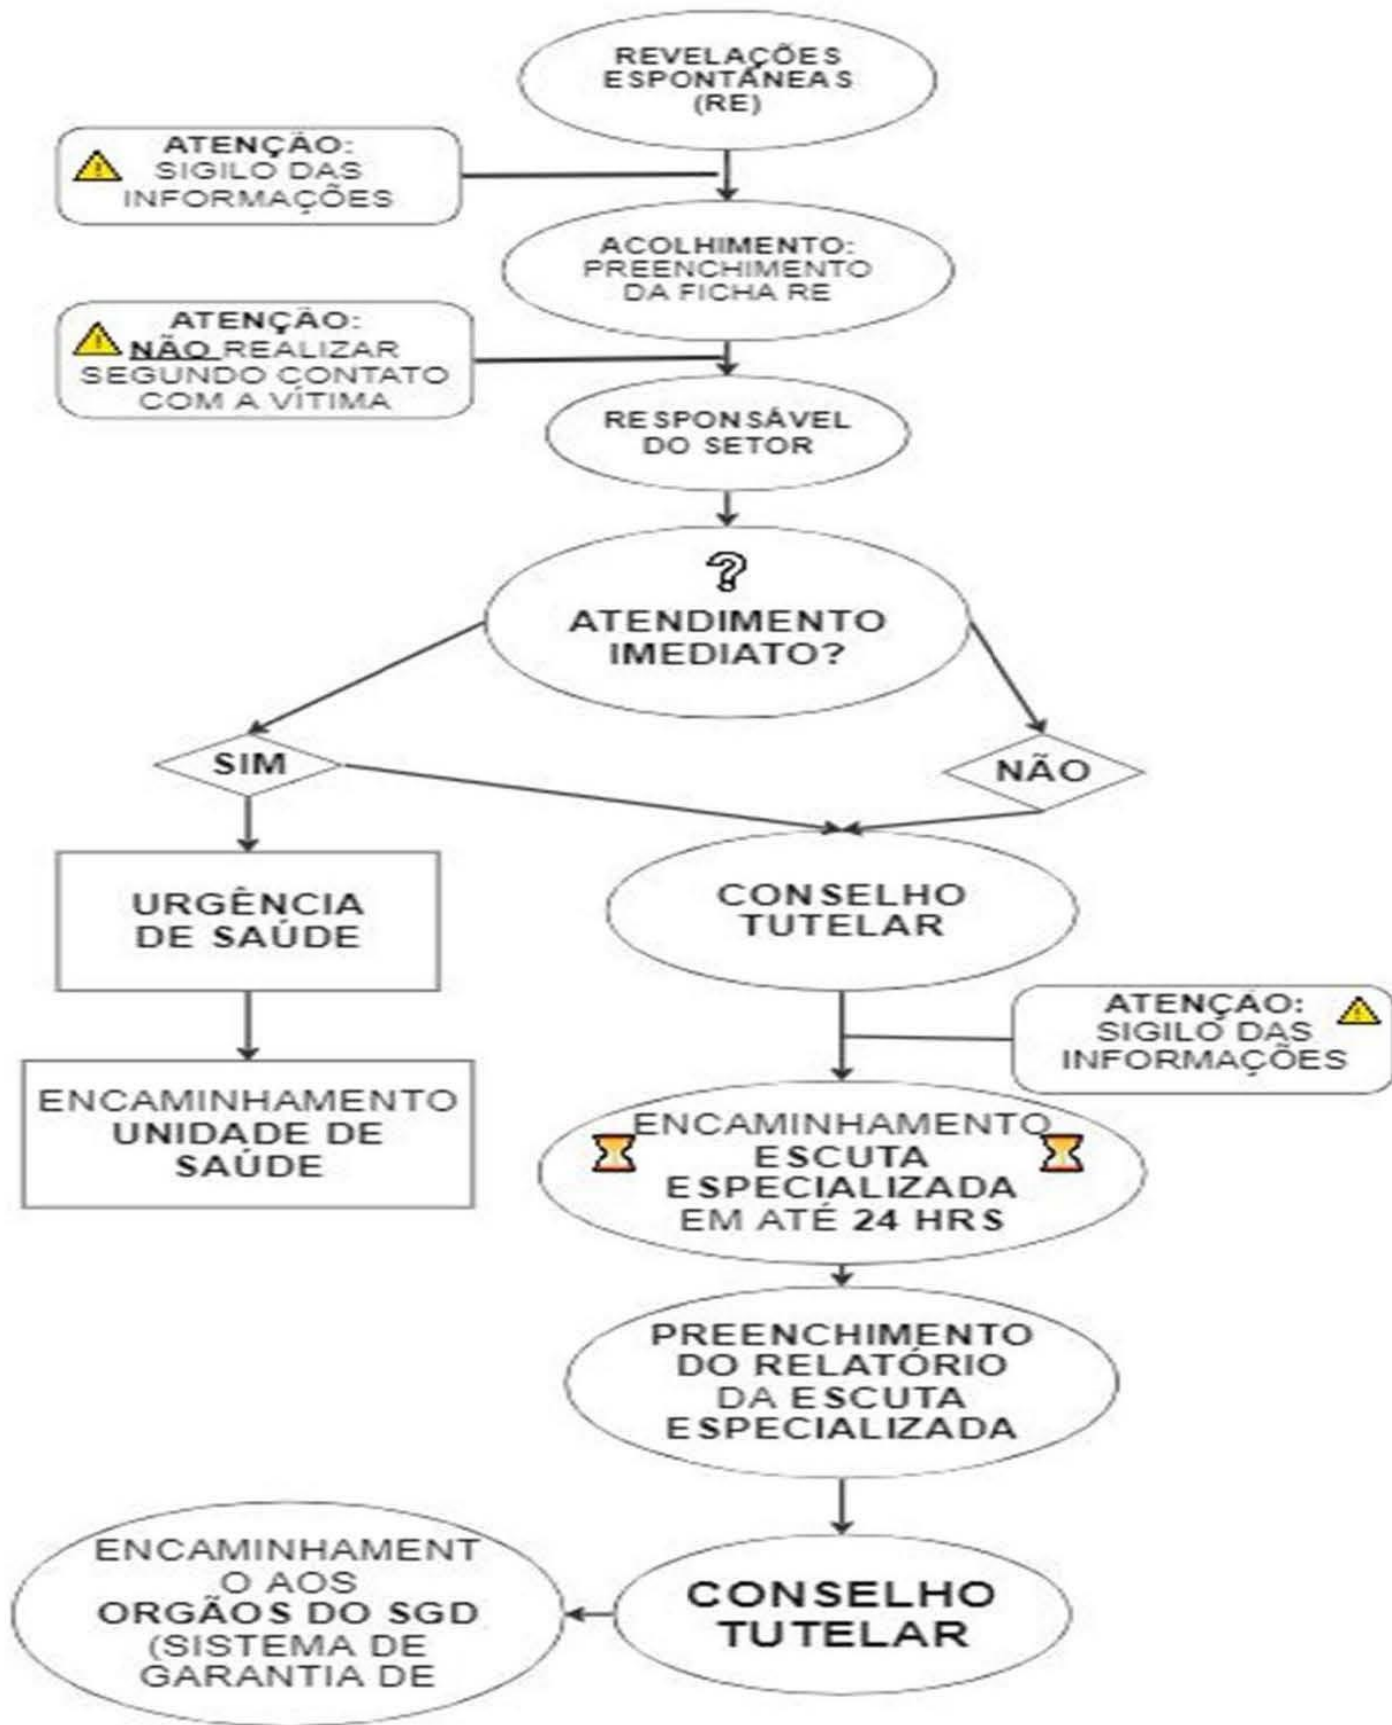 REVELAÇÕES
ESPONTÂNEAS
(RE)
ATENÇÃO:
SIGILO DAS
INFORMAÇÕES
ACOLHIMENTO:
PREENCHIMENTO
DA FICHA RE
ATENÇÃO:
NÃO REALIZAR
SEGUNDO CONTATO
COM A VÍTIMA
RESPONSÁVEL
DO SETOR
?
ATENDIMENTO
IMEDIATO?
SIM
NÃO
URGÊNCIA
DE SAÚDE
CONSELHO
TUTELAR
ATENÇÃO:
SIGILO DAS
INFORMAÇÕES
ENCAMINHAMENTO
UNIDADE DE
SAÚDE
ENCAMINHAMENTO
ESCUTA
ESPECIALIZADA
EM ATÉ 24 HRS
PREENCHIMENTO
DO RELATÓRIO
DA ESCUTA
ESPECIALIZADA
CONSELHO
TUTELAR
ENCAMINHAMENT
O AOS
ORGÃOS DO SGD
(SISTEMA DE
GARANTIA DE